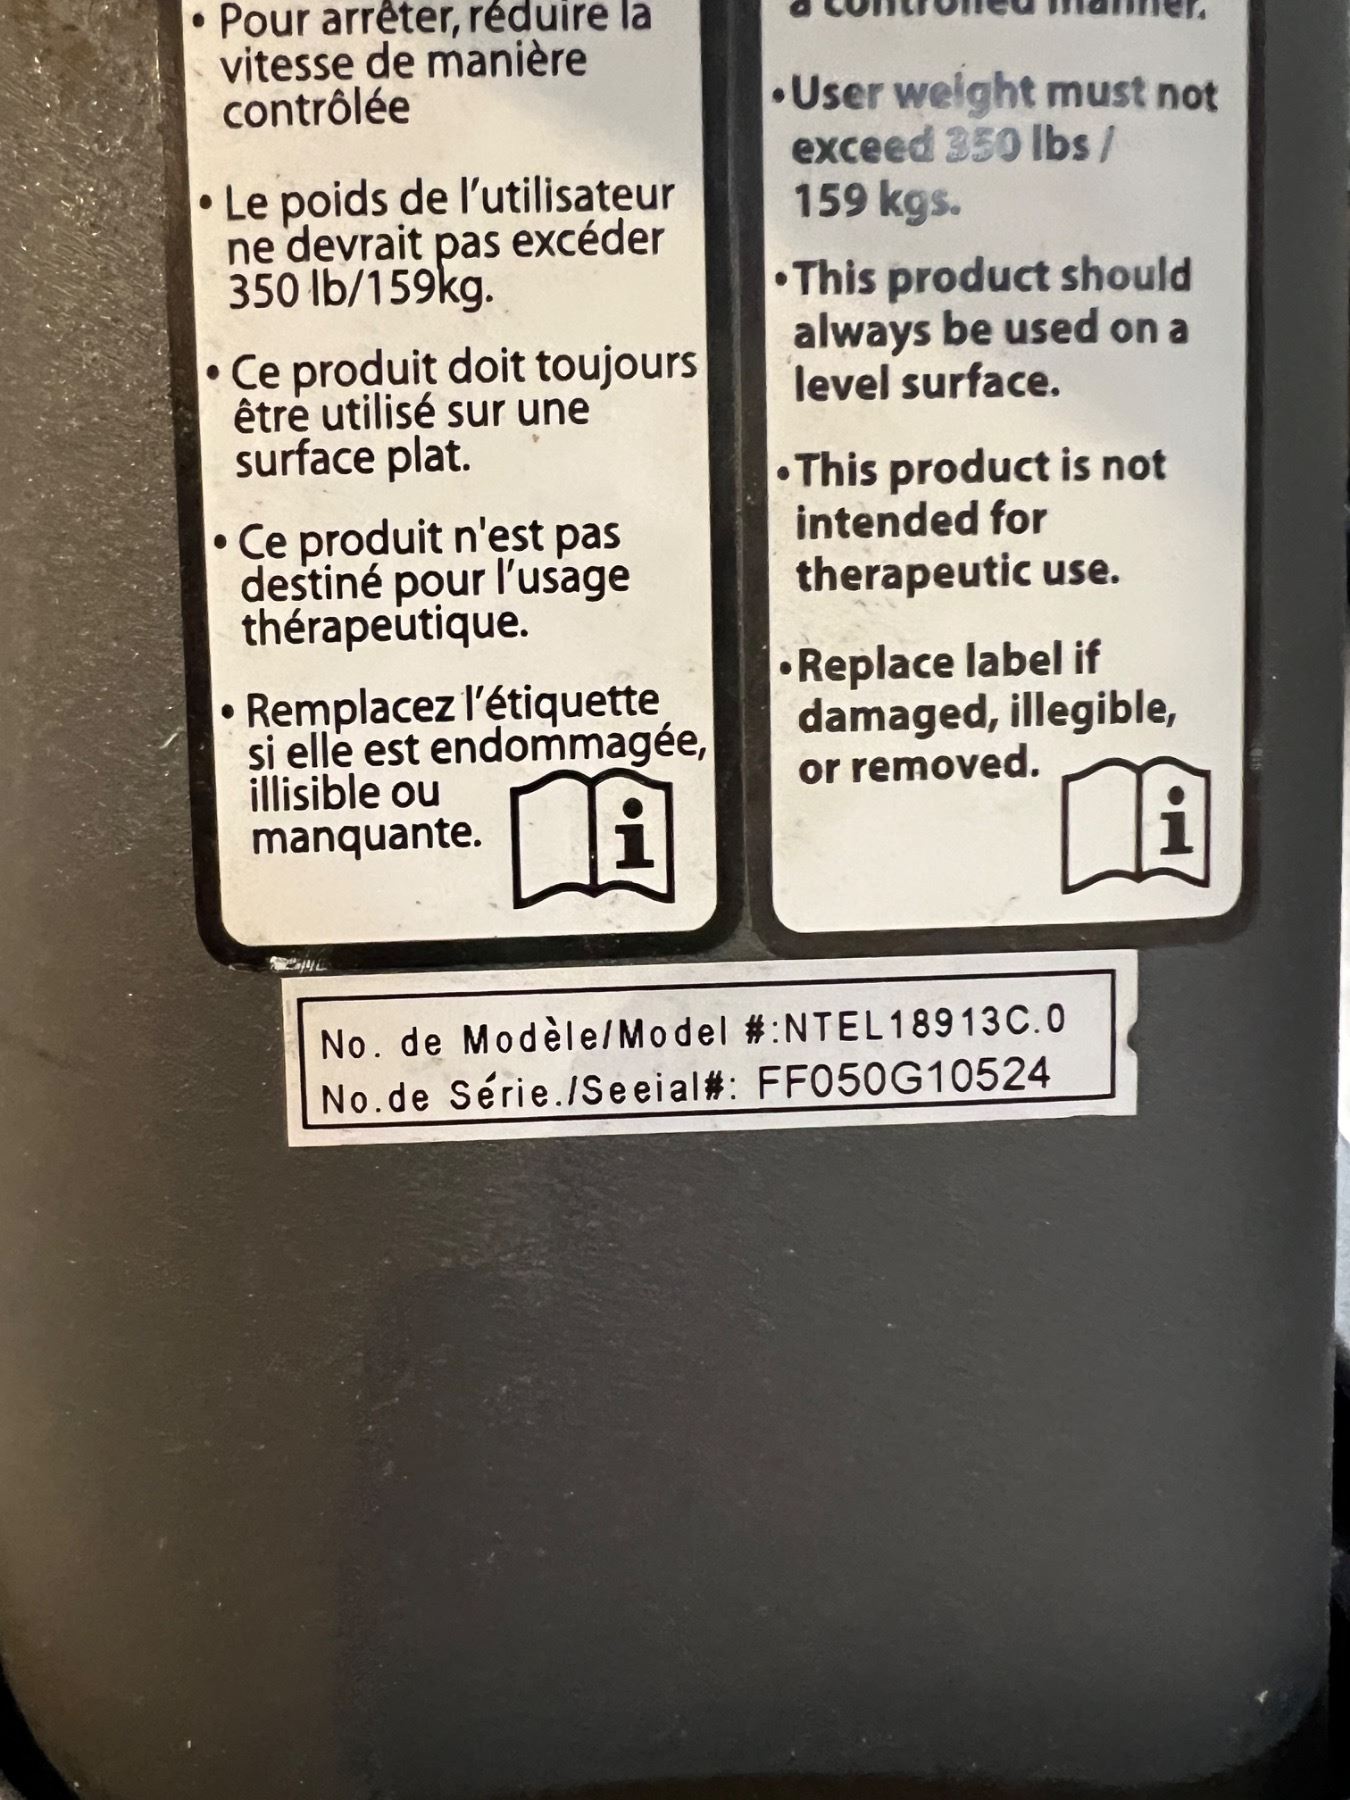 • Pour arrêter, réduire la
vitesse de manière
contrôlée
• Le poids de l'utilisateur
ne devrait pas excéder
350 lb/159kg.
• Ce produit doit toujours
être utilisé sur une
surface plat.
• Ce produit n'est pas
destiné pour l'usage
thérapeutique.
• Remplacez l'étiquette
si elle est endommagée,
illisible ou
manquante.
i
a controlled manner.
•User weight must not
exceed 350 lbs /
159 kgs.
•This product should
always be used on a
level surface.
•This product is not
intended for
therapeutic use.
•Replace label if
damaged, illegible,
or removed.
i
No. de Modèle/Model #:NTEL18913C.0
No.de Série./Seeial#: FF050G10524